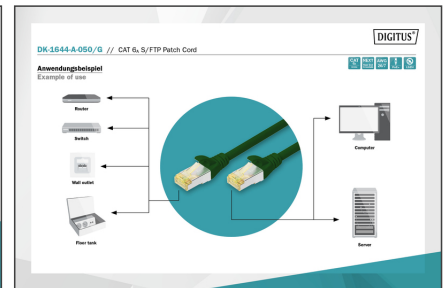 DIGITUS®
DK-1644-A-050/G // CAT 6A S/FTP Patch Cord
Anwendungsbeispiel
Example of use
Router
Switch
Wall outlet
Floor tank
Computer
Server